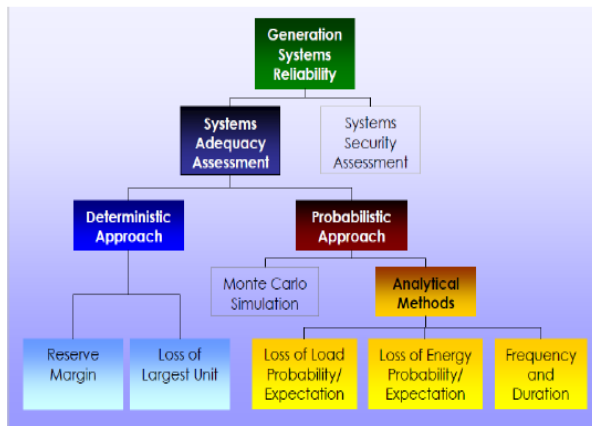 Generation
Systems
Reliability
Systems
Adequacy
Assessment
Systems
Security
Assessment
Deterministic
Approach
Probabilistic
Approach
Monte Carlo
Simulation
Analytical
Methods
Reserve
Margin
Loss of
Largest Unit
Loss of Load
Probability/
Expectation
Loss of Energy
Probability/
Expectation
Frequency
and
Duration